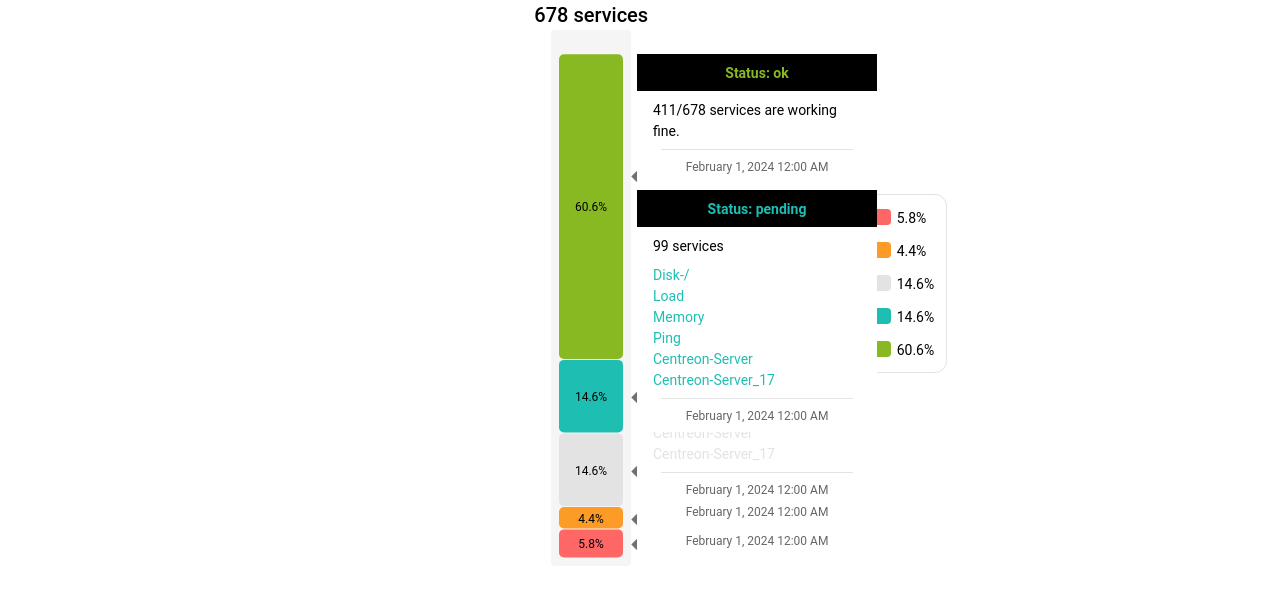 678 services
Status: ok
411/678 services are working
fine.
February 1, 2024 12:00 AM
60.6%
Status: pending
99 services
Disk-/
Load
Memory
Ping
Centreon-Server
Centreon-Server_17
February 1, 2024 12:00 AM
14.6%
Centreon-Server
Centreon-Server_17
14.6%
February 1, 2024 12:00 AM
February 1, 2024 12:00 AM
4.4%
February 1, 2024 12:00 AM
5.8%
5.8%
4.4%
14.6%
14.6%
60.6%